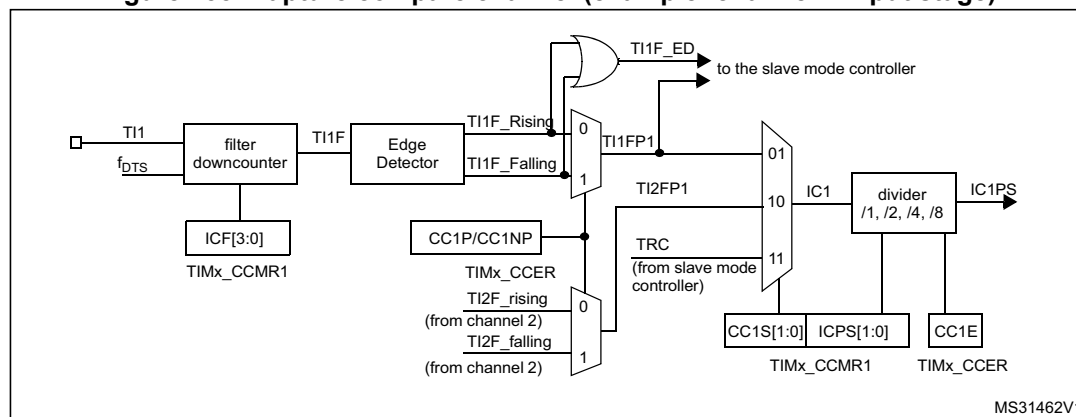 TI1F_ED
to the slave mode controller
TI1
fDTS
filter
downcounter
TI1F
Edge
Detector
TI1F_Rising
TI1F_Falling
0
1
TI1FP1
TI2FP1
01
10
11
IC1
divider
/1, /2, /4, /8
IC1PS
ICF[3:0]
TIMx_CCMR1
CC1P/CC1NP
TIMx_CCER
TRC
(from slave mode
controller)
TI2F_rising
(from channel 2)
TI2F_falling
(from channel 2)
0
1
CC1S[1:0]
ICPS[1:0]
CC1E
TIMx_CCMR1
TIMx_CCER